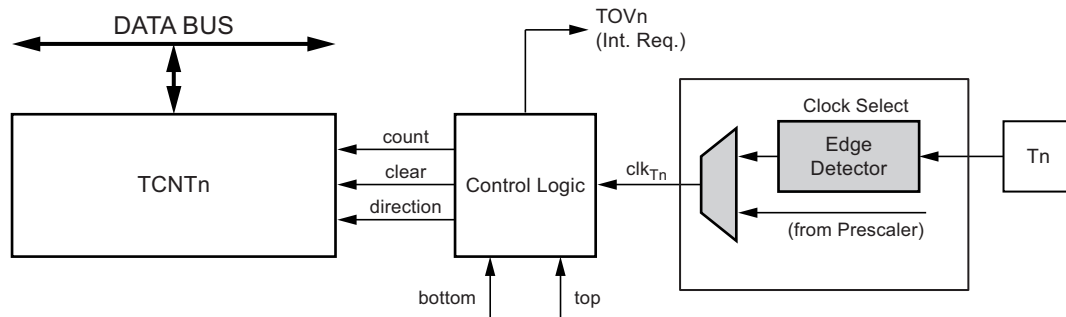 DATA BUS
TOVn
(Int. Req.)
Clock Select
count
Edge
Detector
Tn
TCNTn
clear
Control Logic
clkTn
direction
(from Prescaler)
bottom
top